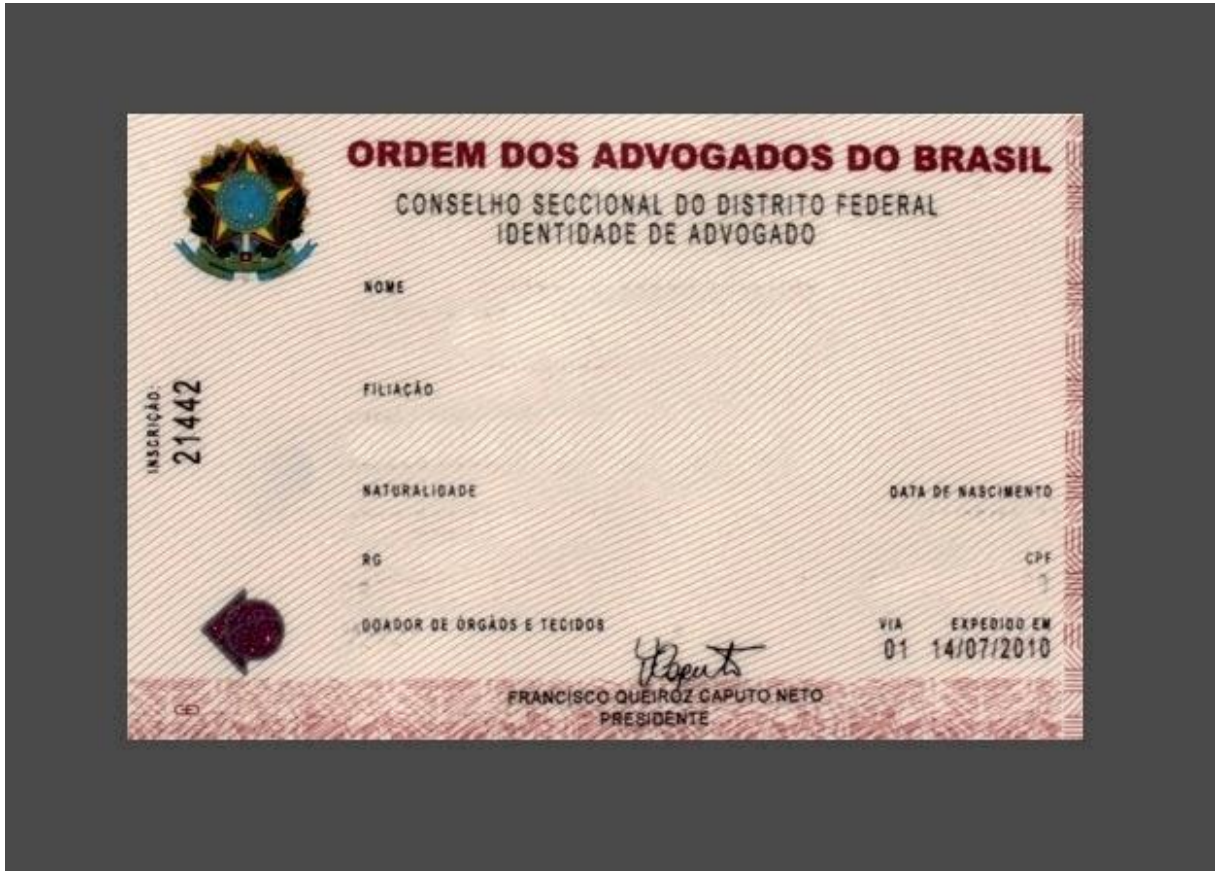 ORDEM DOS ADVOGADOS DO BRASIL
CONSELHO SECCIONAL DO DISTRITO FEDERAL
IDENTIDADE DE ADVOGADO
NOME
FILIAÇÃO
INSCRIÇÃO:
21442
NATURALIDADE
DATA DE NASCIMENTO
RG
CPF
DOADOR DE ÓRGÃOS E TECIDOS
VIA EXPEDIDO EM
01 14/07/2010
FRANCISCO QUEIROZ CAPUTO NETO
PRESIDENTE